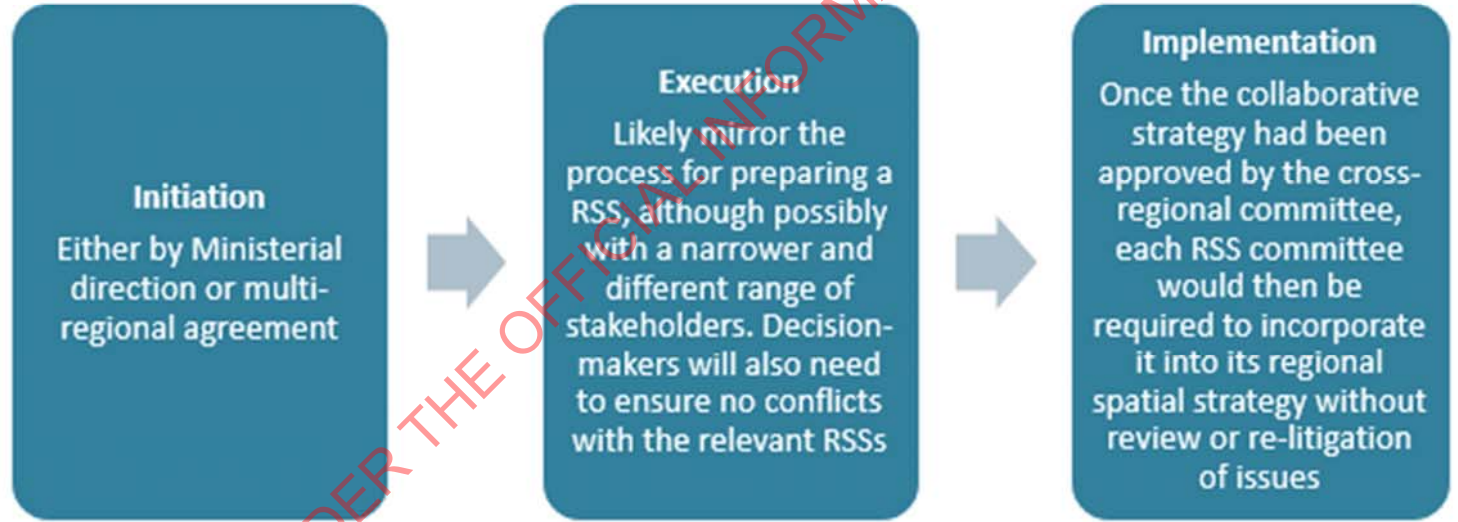 Initiation
Either by Ministerial
direction or multi-
regional agreement
Execution
Likely mirror the
process for preparing a
RSS, although possibly
with a narrower and
different range of
stakeholders. Decision-
makers will also need
to ensure no conflicts
with the relevant RSSs
Implementation
Once the collaborative
strategy had been
approved by the cross-
regional committee,
each RSS committee
would then be
required to incorporate
it into its regional
spatial strategy without
review or re-litigation
of issues
THE OFFICIAL